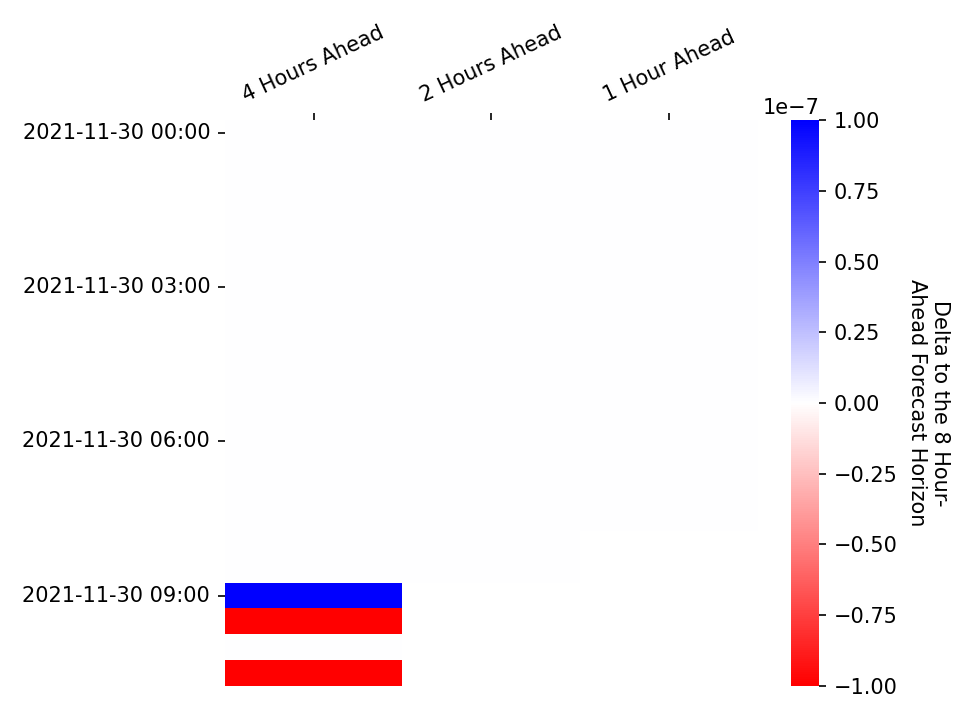 4 Hours Ahead
2 Hours Ahead
1 Hour Ahead
2021-11-30 00:00
2021-11-30 03:00
2021-11-30 06:00
2021-11-30 09:00
1e−7
1.00
0.75
0.50
0.25
0.00
−0.25
−0.50
−0.75
−1.00
Delta to the 8 Hour-
Ahead Forecast Horizon